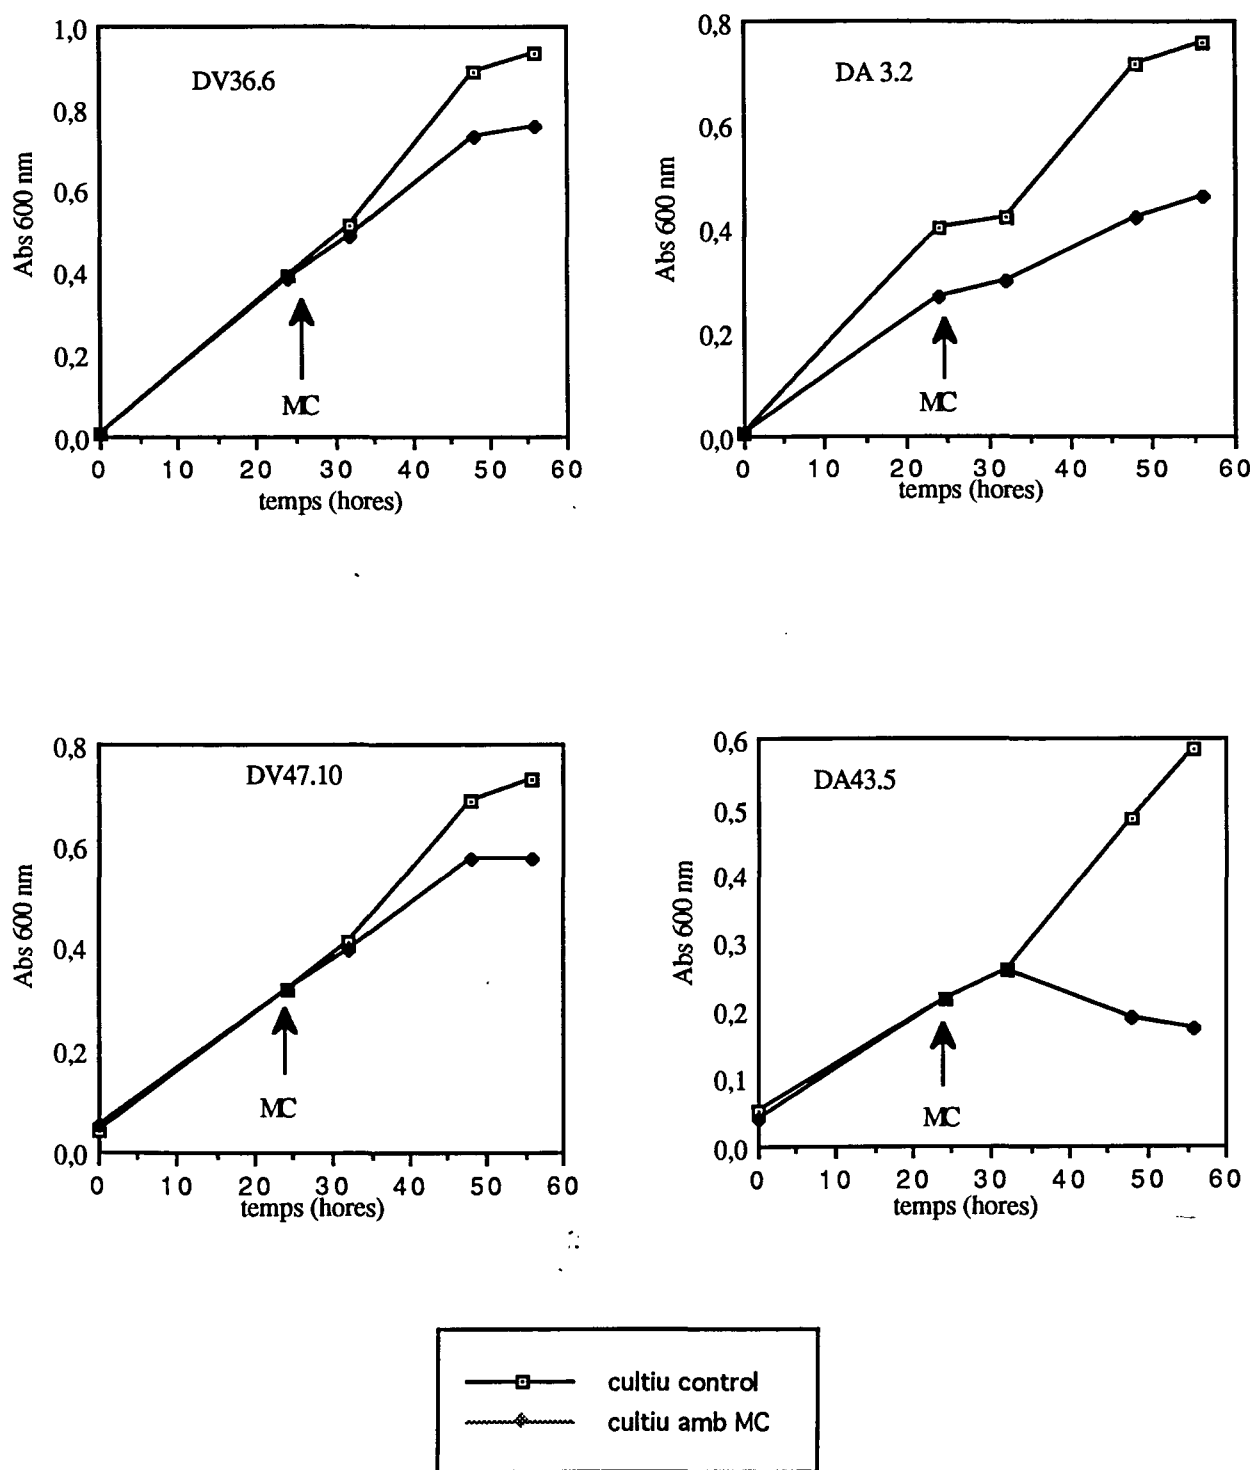 DV36.6
Abs 600 nm
1,0
0,8
0,6
0,4
0,2
0,0
MC
0 10 20 30 40 50 60
temps (hores)
DA 3.2
Abs 600 nm
0,8
0,6
0,4
0,2
0,0
MC
0 10 20 30 40 50 60
temps (hores)
DV47.10
Abs 600 nm
0,8
0,6
0,4
0,2
0,0
MC
0 10 20 30 40 50 60
temps (hores)
DA43.5
Abs 600 nm
0,6
0,5
0,4
0,3
0,2
0,1
0,0
MC
0 10 20 30 40 50 60
temps (hores)
cultiu control
cultiu amb MC